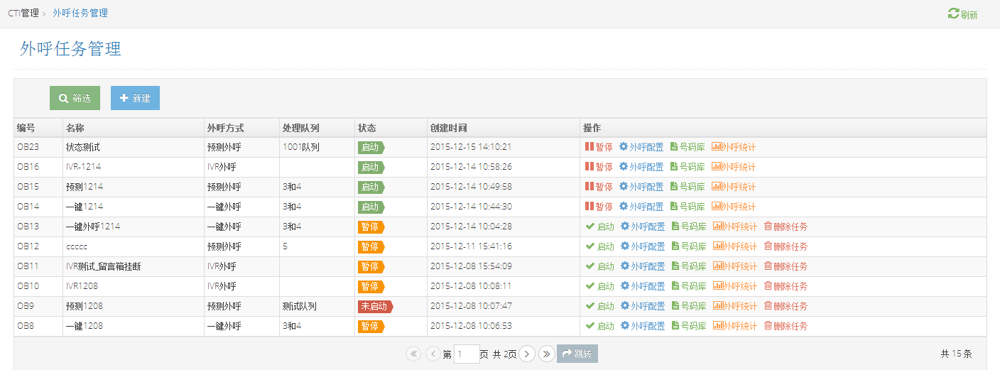 CTI管理 › 外呼任务管理 刷新
外呼任务管理
筛选 新建
编号 名称 外呼方式 处理队列 状态 创建时间 操作
OB23 状态测试 预测外呼 1001队列 启动 2015-12-15 14:10:21 暂停 外呼配置 号码库 外呼统计
OB16 IVR-1214 IVR外呼 启动 2015-12-14 10:58:26 暂停 外呼配置 号码库 外呼统计
OB15 预测1214 预测外呼 3和4 启动 2015-12-14 10:49:58 暂停 外呼配置 号码库 外呼统计
OB14 一键1214 一键外呼 3和4 启动 2015-12-14 10:44:30 暂停 外呼配置 号码库 外呼统计
OB13 一键外呼1214 一键外呼 3和4 暂停 2015-12-14 10:04:28 启动 外呼配置 号码库 外呼统计 删除任务
OB12 ccccc 预测外呼 5 暂停 2015-12-11 15:41:16 启动 外呼配置 号码库 外呼统计 删除任务
OB11 IVR测试_留言箱挂断 IVR外呼 暂停 2015-12-08 15:54:09 启动 外呼配置 号码库 外呼统计 删除任务
OB10 IVR1208 IVR外呼 暂停 2015-12-08 10:08:11 启动 外呼配置 号码库 外呼统计 删除任务
OB9 预测1208 预测外呼 测试队列 未启动 2015-12-08 10:07:47 启动 外呼配置 号码库 外呼统计 删除任务
OB8 一键1208 一键外呼 3和4 暂停 2015-12-08 10:06:53 启动 外呼配置 号码库 外呼统计 删除任务
第 1 页 共 2页 跳转 共 15 条